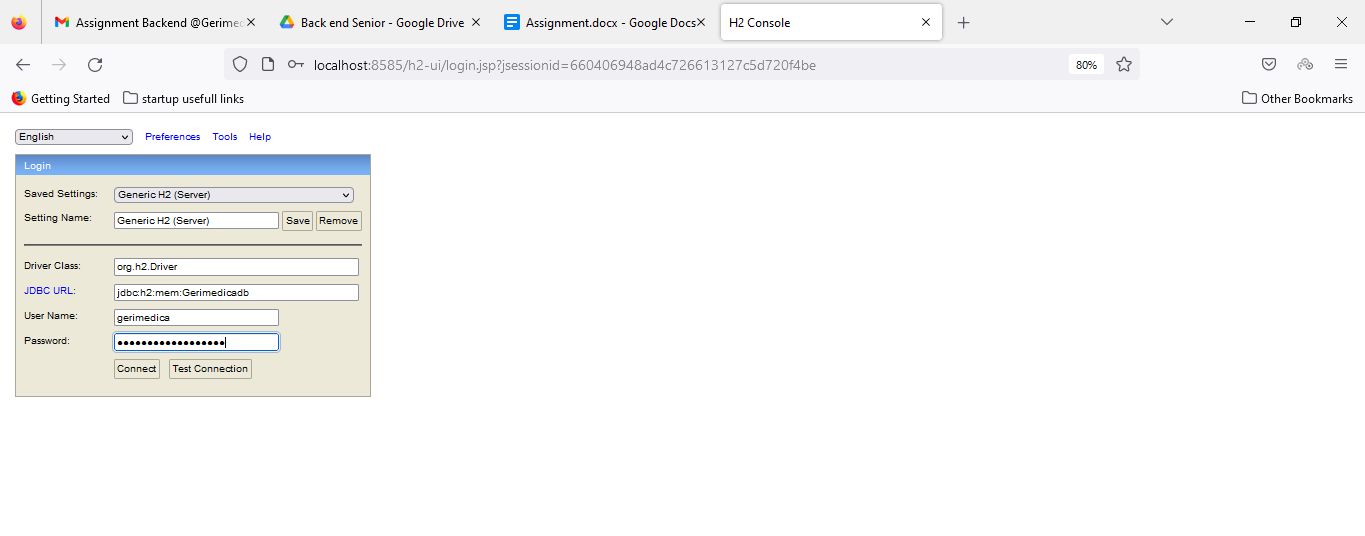 Assignment Backend @Gerimed
Back end Senior - Google Drive
Assignment.docx - Google Docs
H2 Console
localhost:8585/h2-ui/login.jsp?jsessionid=660406948ad4c726613127c5d720f4be
80%
Getting Started
startup usefull links
Other Bookmarks
English
Preferences Tools Help
Login
Saved Settings: Generic H2 (Server)
Setting Name: Generic H2 (Server) Save Remove
Driver Class: org.h2.Driver
JDBC URL: jdbc:h2:mem:Gerimedicadb
User Name: gerimedica
Password: ••••••••••••••••••
Connect Test Connection